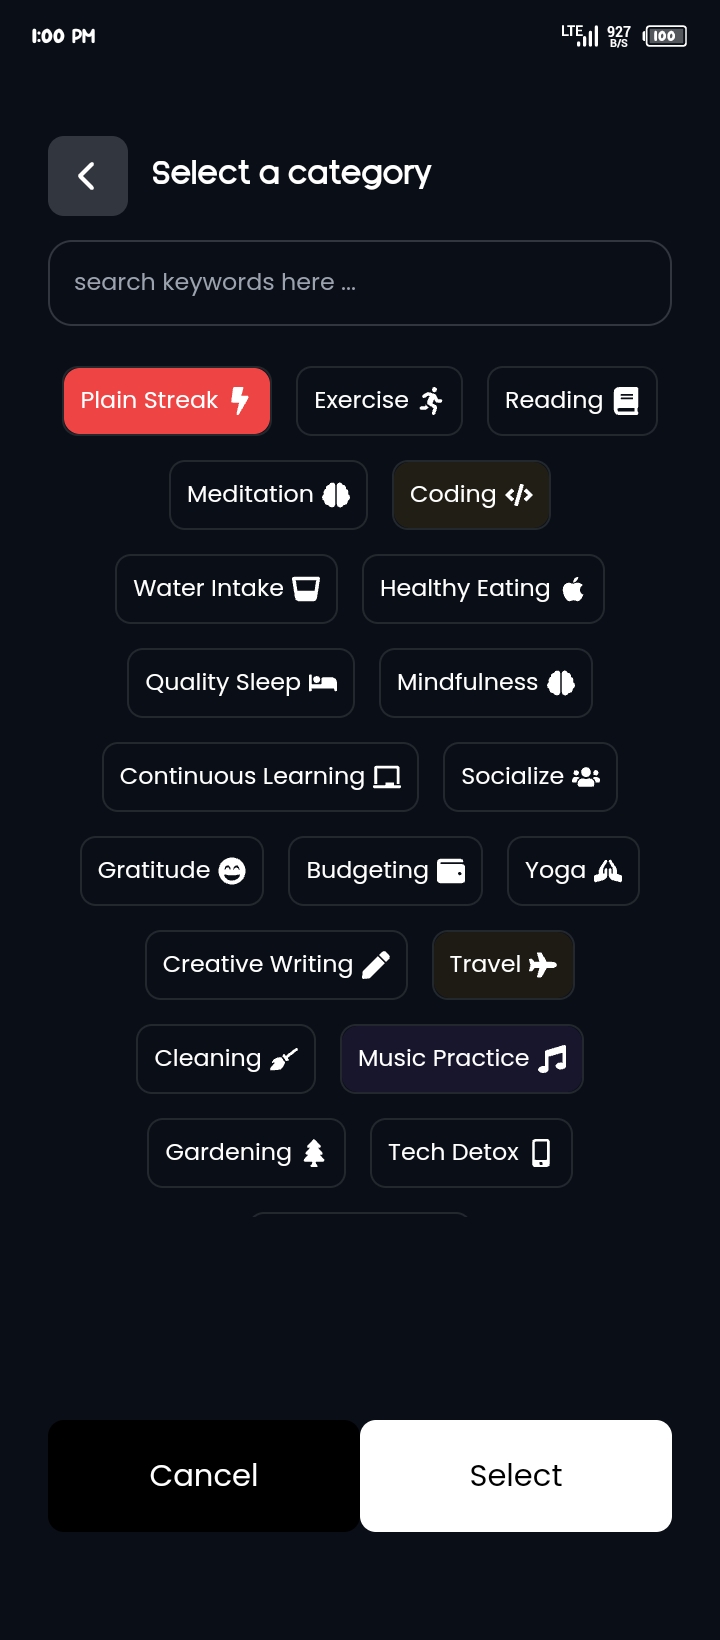 1:00 PM LTE 927 B/S 100
Select a category
search keywords here ...
Plain Streak Exercise Reading
Meditation Coding
Water Intake Healthy Eating
Quality Sleep Mindfulness
Continuous Learning Socialize
Gratitude Budgeting Yoga
Creative Writing Travel
Cleaning Music Practice
Gardening Tech Detox
Cancel Select